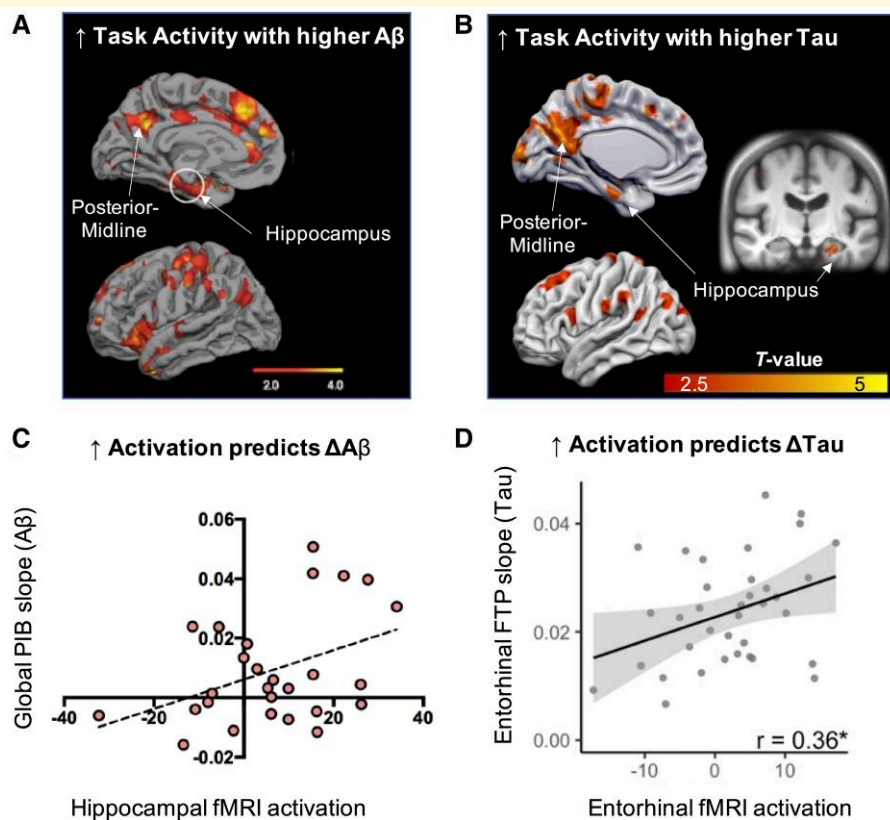 A
↑ Task Activity with higher Aβ
Posterior-
Midline
Hippocampus
2.0
4.0
B
↑ Task Activity with higher Tau
Posterior-
Midline
Hippocampus
T-value
2.5
5
C
↑ Activation predicts ΔAβ
Global PIB slope (Aβ)
0.06
0.04
0.02
-0.02
-40
-20
20
40
Hippocampal fMRI activation
D
↑ Activation predicts ΔTau
Entorhinal FTP slope (Tau)
0.04
0.02
0.00
r = 0.36*
-10
0
10
Entorhinal fMRI activation